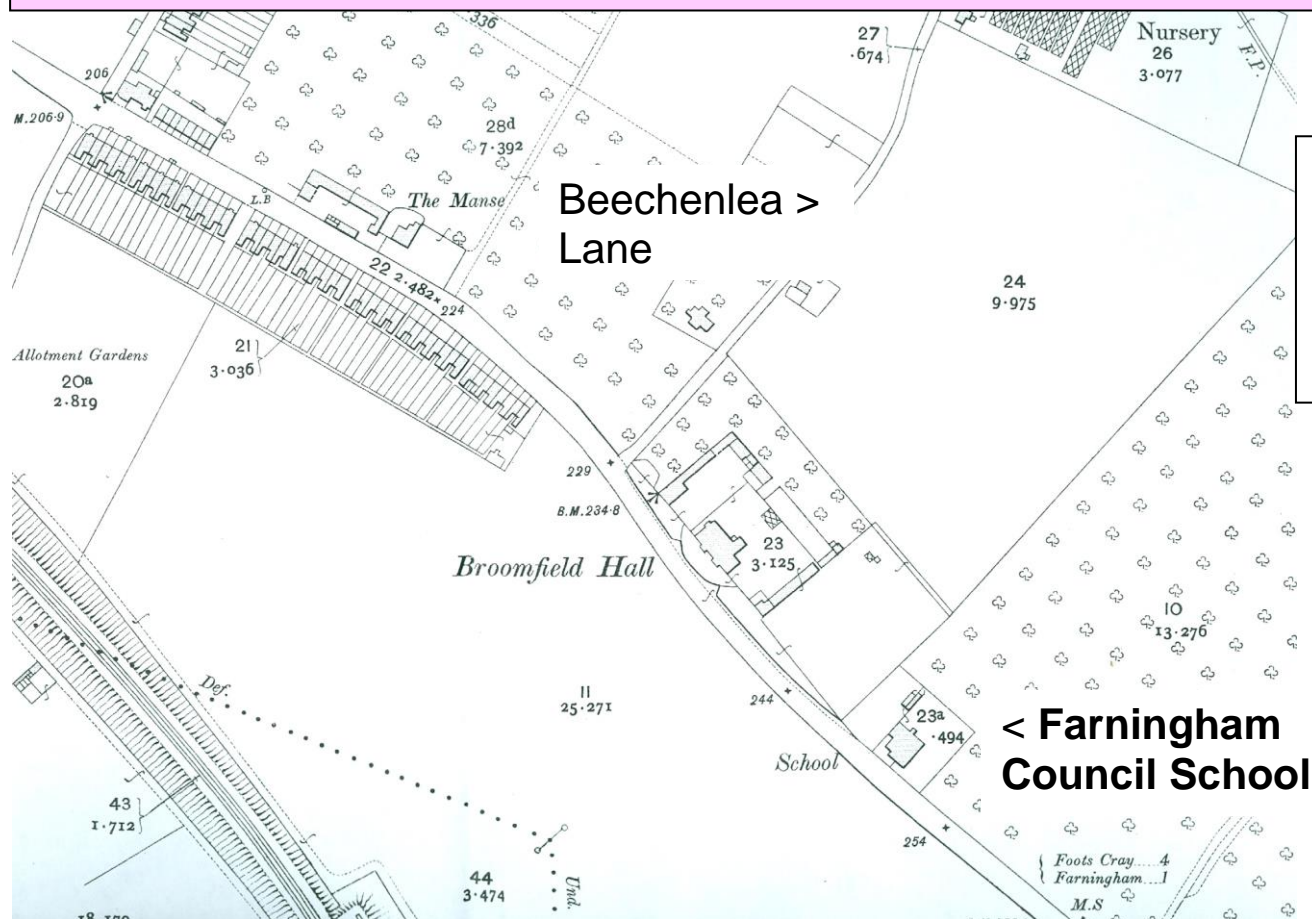 336
27
.674
Nursery
26
3.077
F.P.
206
M.206.9
28d
7.392
The Manse
L.B
Beechenlea >
Lane
22 2.482
224
24
9.975
Allotment Gardens
20a
2.819
21
3.036
229
B.M.234.8
Broomfield Hall
23
3.125
10
13.276
Def.
11
25.271
244
23a
.494
School
< Farningham
Council School
43
1.712
254
Foots Cray.....4
Farningham....1
M.S
44
3.474
Und.